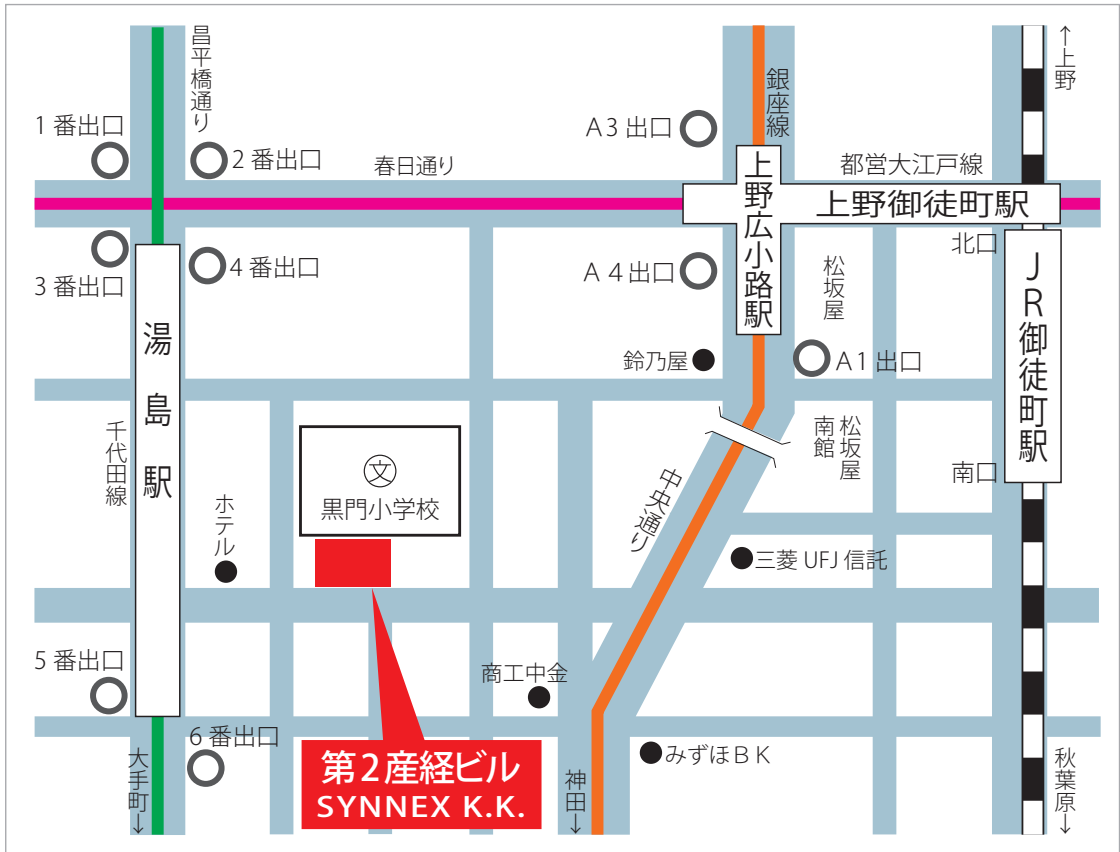 昌平橋通り
銀座線
↑上野
1番出口
2番出口
A3出口
春日通り
都営大江戸線
上野御徒町駅
上野広小路駅
3番出口
4番出口
A4出口
松坂屋
北口
JR御徒町駅
湯島駅
鈴乃屋
A1出口
千代田線
文
黒門小学校
松坂屋
南館
南口
中央通り
ホテル
三菱UFJ信託
5番出口
商工中金
6番出口
第2産経ビル
SYNNEX K.K.
みずほBK
大手町↓
神田↓
秋葉原↓